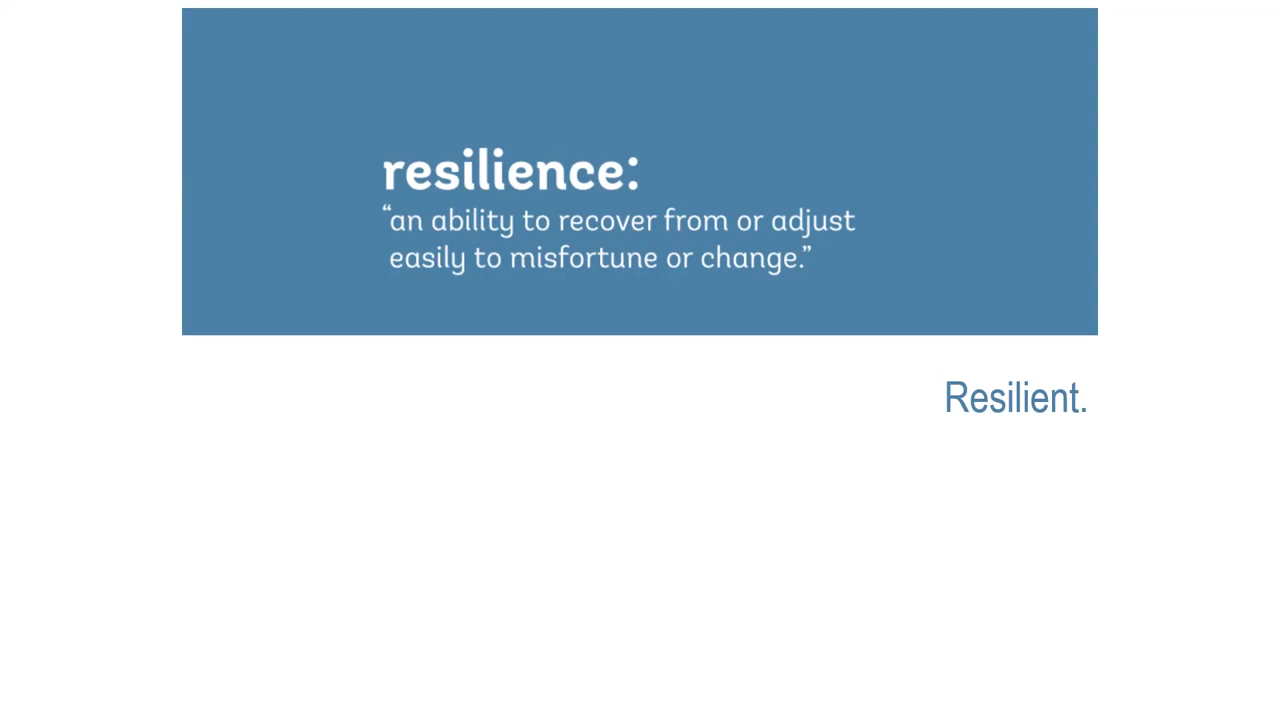 resilience:
“an ability to recover from or adjust
easily to misfortune or change.”
Resilient.